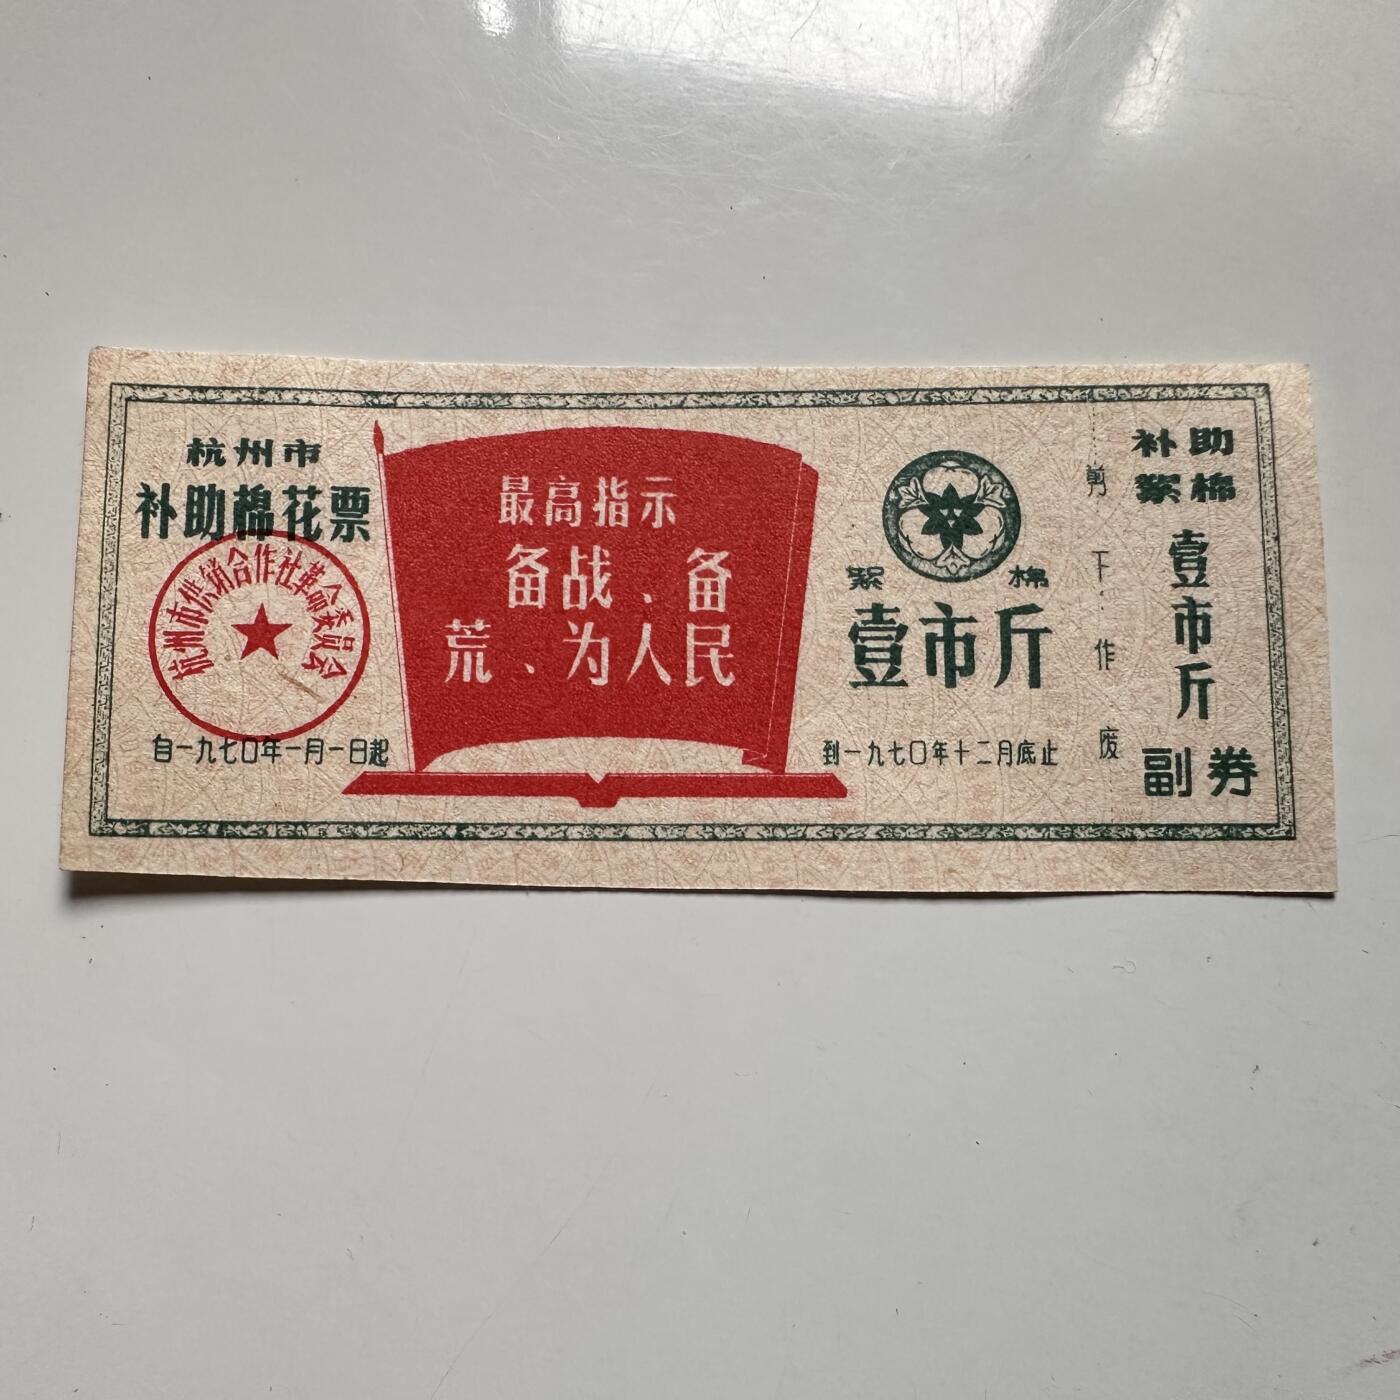 杭州市
补助棉花票
杭州市供销合作社革命委员会
自一九七〇年一月一日起
最高指示
备战、备
荒、为人民
絮棉
壹市斤
到一九七〇年十二月底止
剪下作废
补助
絮棉
壹市斤
副券